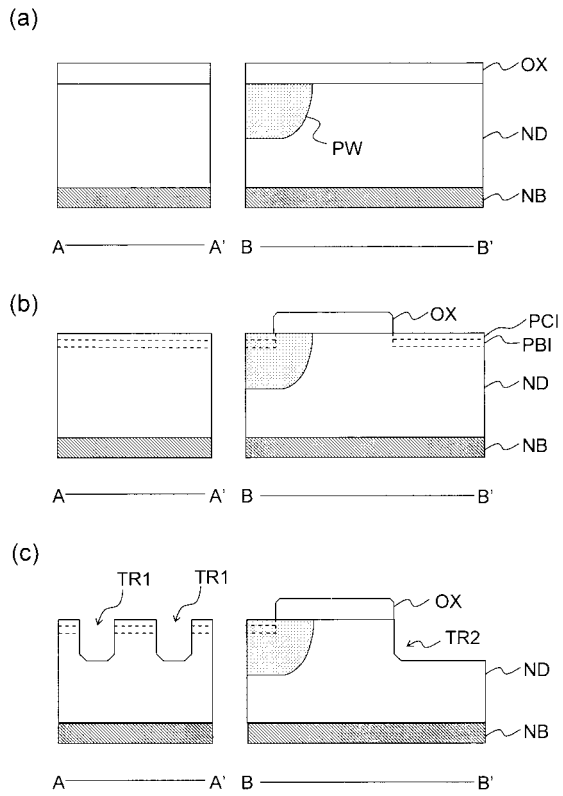 (a)
OX
ND
PW
NB
A A' B B'
(b)
OX
PCI
PBI
ND
NB
A A' B B'
(c)
TR1 TR1
OX
TR2
ND
NB
A A' B B'